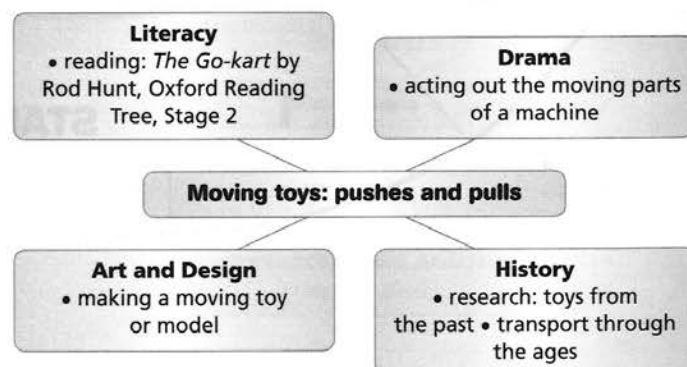 Literacy
• reading: The Go-kart by
Rod Hunt, Oxford Reading
Tree, Stage 2
Drama
• acting out the moving parts
of a machine
Moving toys: pushes and pulls
Art and Design
• making a moving toy
or model
History
• research: toys from
the past • transport through
the ages